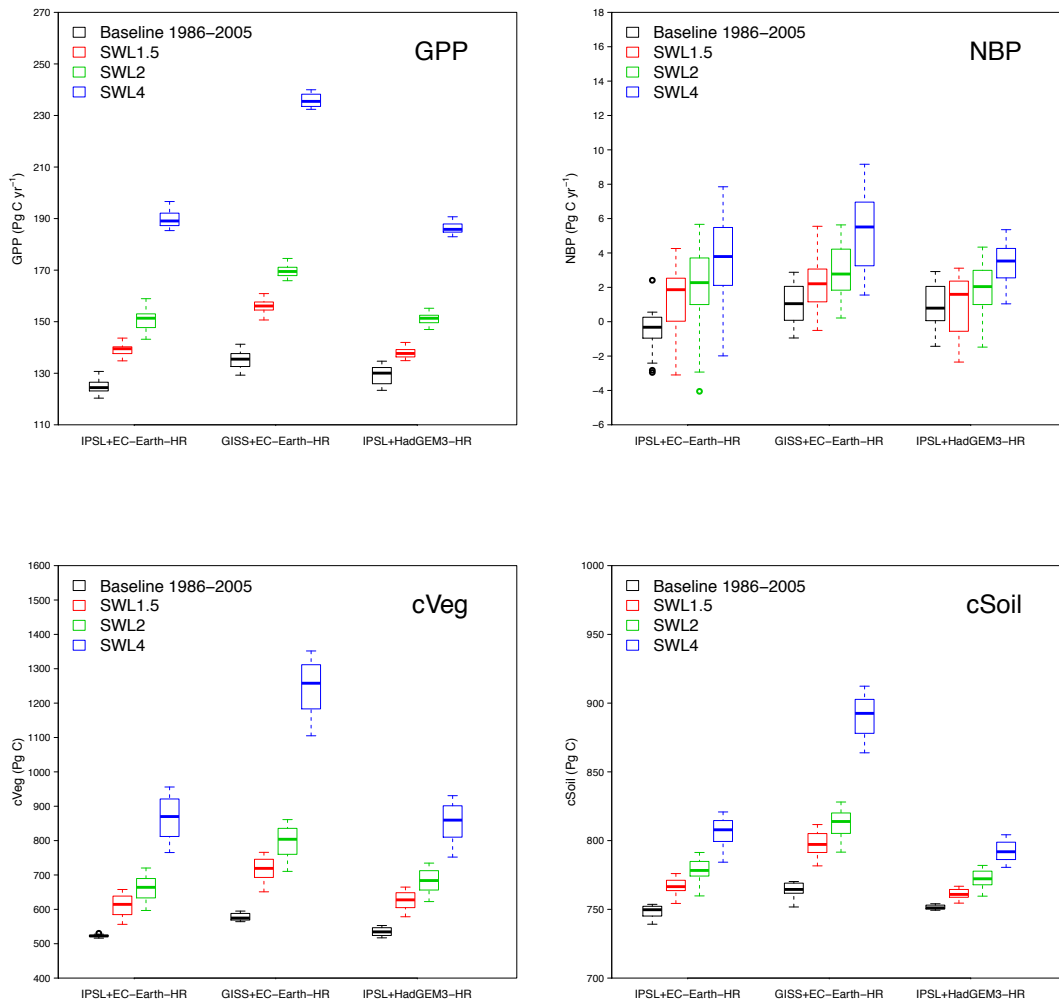 GPP
Baseline 1986−2005
SWL1.5
SWL2
SWL4
GPP (Pg C yr−1)
270
250
230
210
190
170
150
130
110
IPSL+EC−Earth−HR GISS+EC−Earth−HR IPSL+HadGEM3−HR
NBP
Baseline 1986−2005
SWL1.5
SWL2
SWL4
NBP (Pg C yr−1)
18
16
14
12
10
8
6
4
2
0
−2
−4
−6
IPSL+EC−Earth−HR GISS+EC−Earth−HR IPSL+HadGEM3−HR
cVeg
Baseline 1986−2005
SWL1.5
SWL2
SWL4
cVeg (Pg C)
1600
1500
1400
1300
1200
1100
1000
900
800
700
600
500
400
IPSL+EC−Earth−HR GISS+EC−Earth−HR IPSL+HadGEM3−HR
cSoil
Baseline 1986−2005
SWL1.5
SWL2
SWL4
cSoil (Pg C)
1000
950
900
850
800
750
700
IPSL+EC−Earth−HR GISS+EC−Earth−HR IPSL+HadGEM3−HR